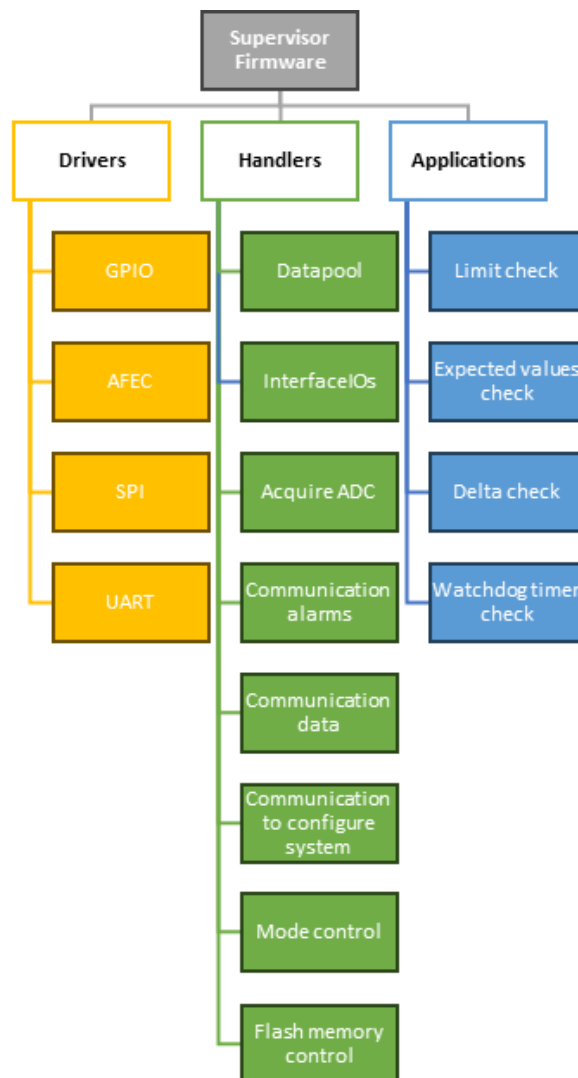 Supervisor
Firmware
Drivers
Handlers
Applications
GPIO
Datapool
Limit check
AFEC
InterfaceIOs
Expected values
check
SPI
Acquire ADC
Delta check
UART
Communication
alarms
Watchdog timer
check
Communication
data
Communication
to configure
system
Mode control
Flash memory
control